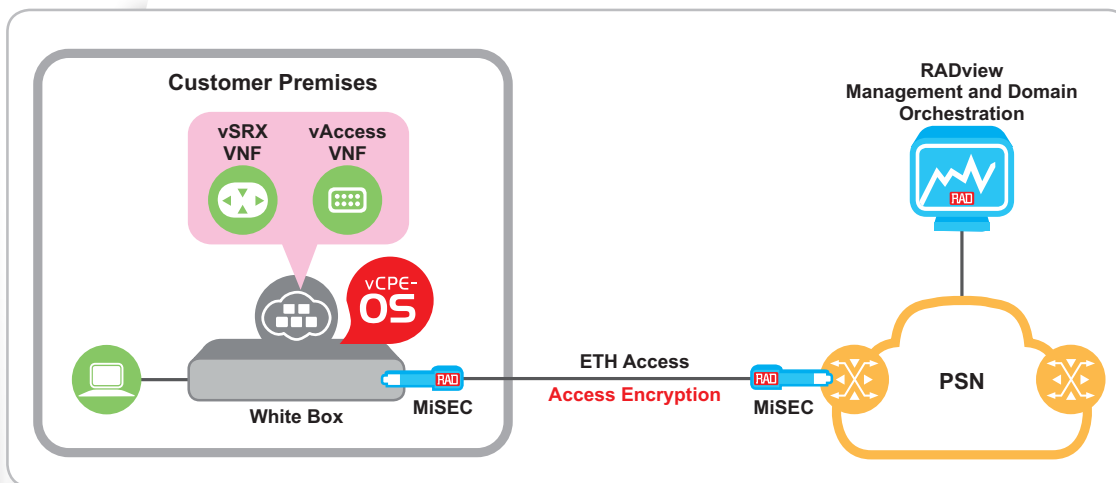 Customer Premises
vSRX
VNF
vAccess
VNF
vCPE-
OS
White Box
RAD
MiSEC
ETH Access
Access Encryption
RAD
MiSEC
RADview
Management and Domain
Orchestration
RAD
PSN